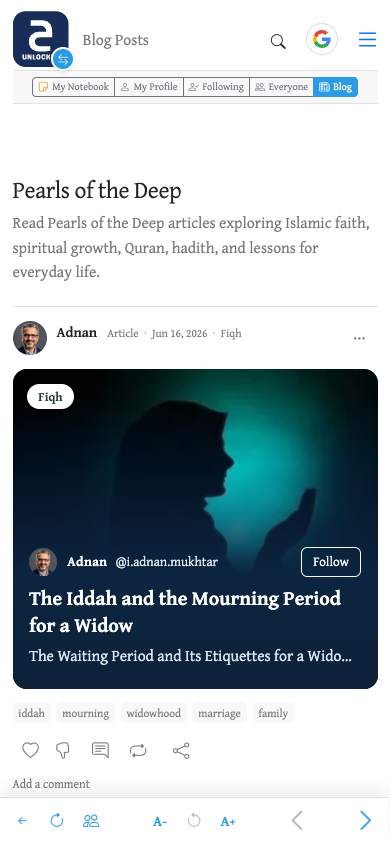 UNLOCK
Blog Posts
My Notebook
My Profile
Following
Everyone
Blog
Pearls of the Deep
Read Pearls of the Deep articles exploring Islamic faith,
spiritual growth, Quran, hadith, and lessons for
everyday life.
Adnan Article · Jun 16, 2026 · Fiqh
Fiqh
Adnan @i.adnan.mukhtar
Follow
The Iddah and the Mourning Period
for a Widow
The Waiting Period and Its Etiquettes for a Wido...
iddah mourning widowhood marriage family
Add a comment
A- A+